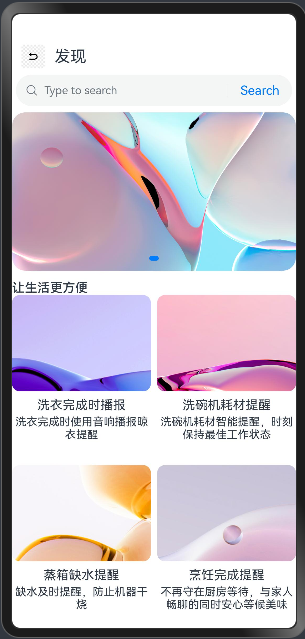 发现
Type to search
Search
让生活更方便
洗衣完成时播报
洗衣完成时使用音响播报晾
衣提醒
洗碗机耗材提醒
洗碗机耗材智能提醒，时刻
保持最佳工作状态
蒸箱缺水提醒
缺水及时提醒，防止机器干
烧
烹饪完成提醒
不再守在厨房等待，与家人
畅聊的同时安心等候美味